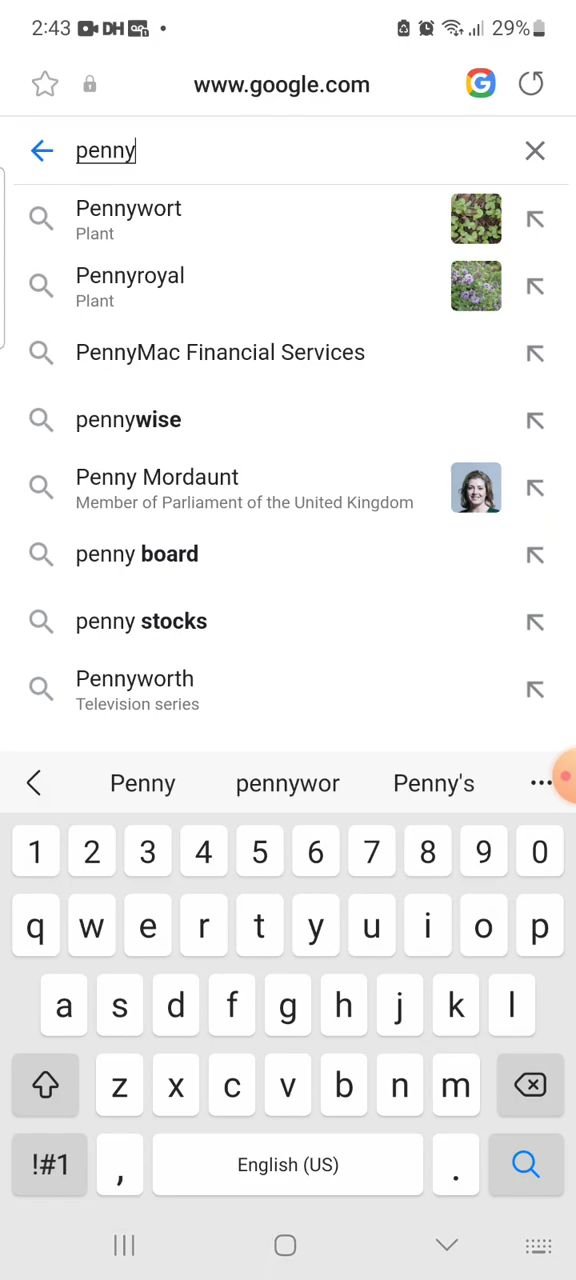 2:43 DH 29%
www.google.com G
penny
Pennywort
Plant
Pennyroyal
Plant
PennyMac Financial Services
pennywise
Penny Mordaunt
Member of Parliament of the United Kingdom
penny board
penny stocks
Pennyworth
Television series
Penny pennywor Penny's ...
1 2 3 4 5 6 7 8 9 0
q w e r t y u i o p
a s d f g h j k l
z x c v b n m
!#1 , English (US) .